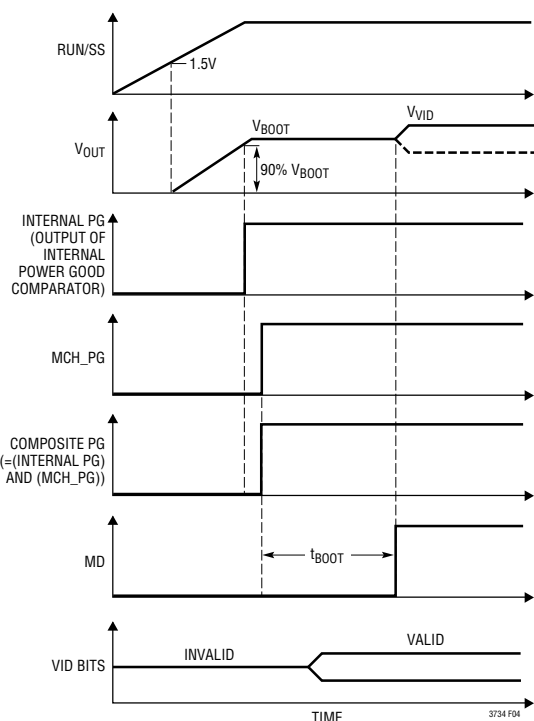 RUN/SS
1.5V
VOUT
VBOOT
VVID
90% VBOOT
INTERNAL PG
(OUTPUT OF
INTERNAL
POWER GOOD
COMPARATOR)
MCH_PG
COMPOSITE PG
(=(INTERNAL PG)
AND (MCH_PG))
MD
tBOOT
VID BITS
INVALID
VALID
TIME
3734 F04